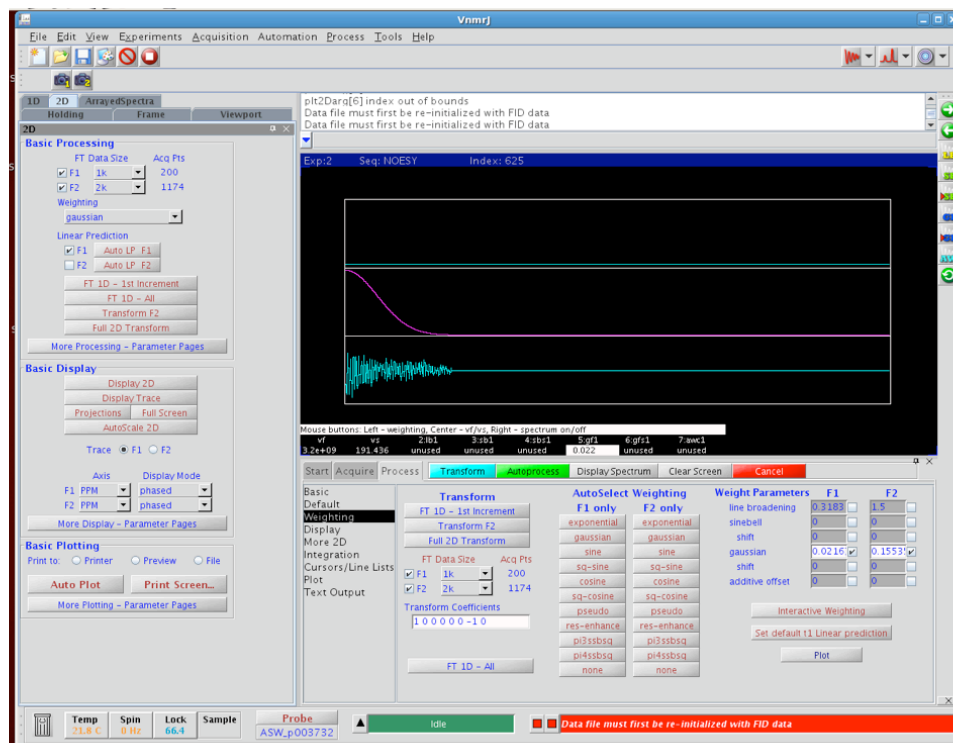 VnmrJ
File Edit View Experiments Acquisition Automation Process Tools Help
1D 2D ArrayedSpectra
Holding Frame Viewport
2D
Basic Processing
FT Data Size Acq Pts
F1 1k 200
F2 2k 1174
Weighting
gaussian
Linear Prediction
F1 Auto LP F1
F2 Auto LP F2
FT 1D - 1st Increment
FT 1D - All
Transform F2
Full 2D Transform
More Processing - Parameter Pages
Basic Display
Display 2D
Display Trace
Projections Full Screen
AutoScale 2D
Trace F1 F2
Axis Display Mode
F1 PPM phased
F2 PPM phased
More Display - Parameter Pages
Basic Plotting
Print to: Printer Preview File
Auto Plot Print Screen...
More Plotting - Parameter Pages
plt2Darg[6] index out of bounds
Data file must first be re-initialized with FID data
Data file must first be re-initialized with FID data
Exp:2 Seq: NOESY Index: 625
Mouse buttons: Left - weighting, Center - vf/vs, Right - spectrum on/off
vf vs 2:lb1 3:sb1 4:sbs1 5:gf1 6:gfs1 7:awc1
3.2e+09 191.436 unused unused unused 0.022 unused unused
Start Acquire Process Transform Autoprocess Display Spectrum Clear Screen Cancel
Basic
Default
Weighting
Display
More 2D
Integration
Cursors/Line Lists
Plot
Text Output
Transform
FT 1D - 1st Increment
Transform F2
Full 2D Transform
FT Data Size Acq Pts
F1 1k 200
F2 2k 1174
Transform Coefficients
1 0 0 0 0 0 -1 0
FT 1D - All
AutoSelect Weighting
F1 only F2 only
exponential exponential
gaussian gaussian
sine sine
sq-sine sq-sine
cosine cosine
sq-cosine sq-cosine
pseudo pseudo
res-enhance res-enhance
pi3ssbsq pi3ssbsq
pi4ssbsq pi4ssbsq
none none
Weight Parameters F1 F2
line broadening 0.3183 1.5
sinebell 0 0
shift 0 0
gaussian 0.0216 0.1553
shift 0 0
additive offset 0 0
Interactive Weighting
Set default t1 Linear prediction
Plot
Temp Spin Lock Sample Probe
21.8 C 0 Hz 66.4 ASW_p003732
Idle
Data file must first be re-initialized with FID data